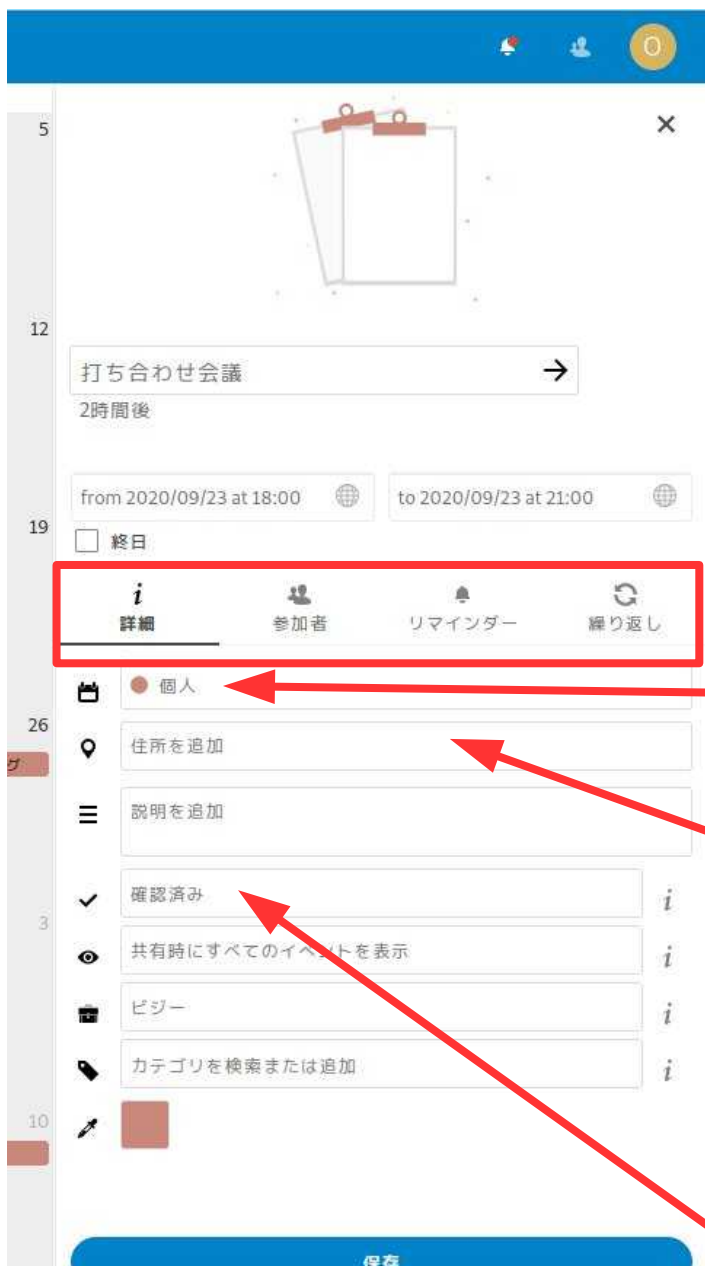 O
5
12
打ち合わせ会議
2時間後
from 2020/09/23 at 18:00 to 2020/09/23 at 21:00
19
終日
i
詳細 参加者 リマインダー 繰り返し
個人
26
住所を追加
グ
説明を追加
確認済み i
3
共有時にすべてのイベントを表示 i
ビジー i
カテゴリを検索または追加 i
10
保存